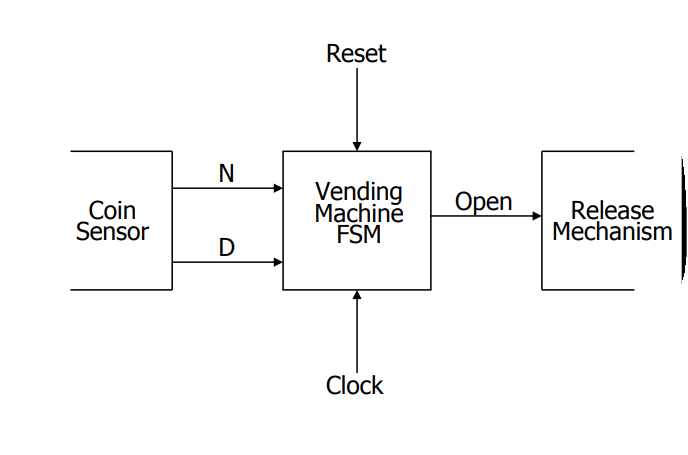 Reset
N
Coin
Sensor
D
Vending
Machine
FSM
Open
Release
Mechanism
Clock